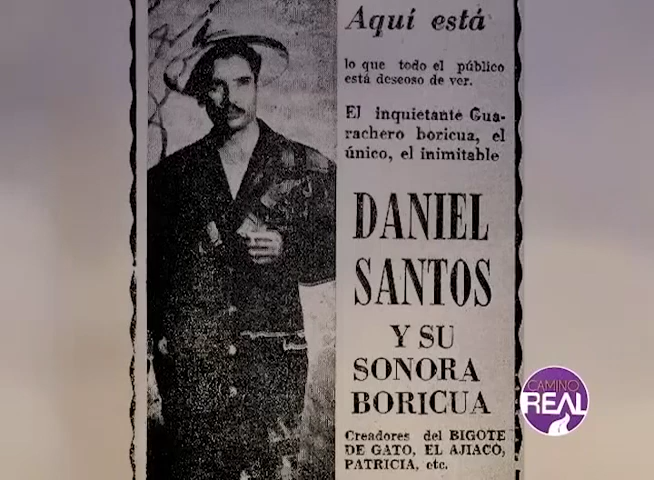 Aquí está
lo que todo el público
está deseoso de ver.
El inquietante Gua-
rachero boricua, el
único, el inimitable
DANIEL
SANTOS
Y SU
SONORA
BORICUA
Creadores del BIGOTE
DE GATO, EL AJIACO,
PATRICIA, etc.
CAMINO
REAL